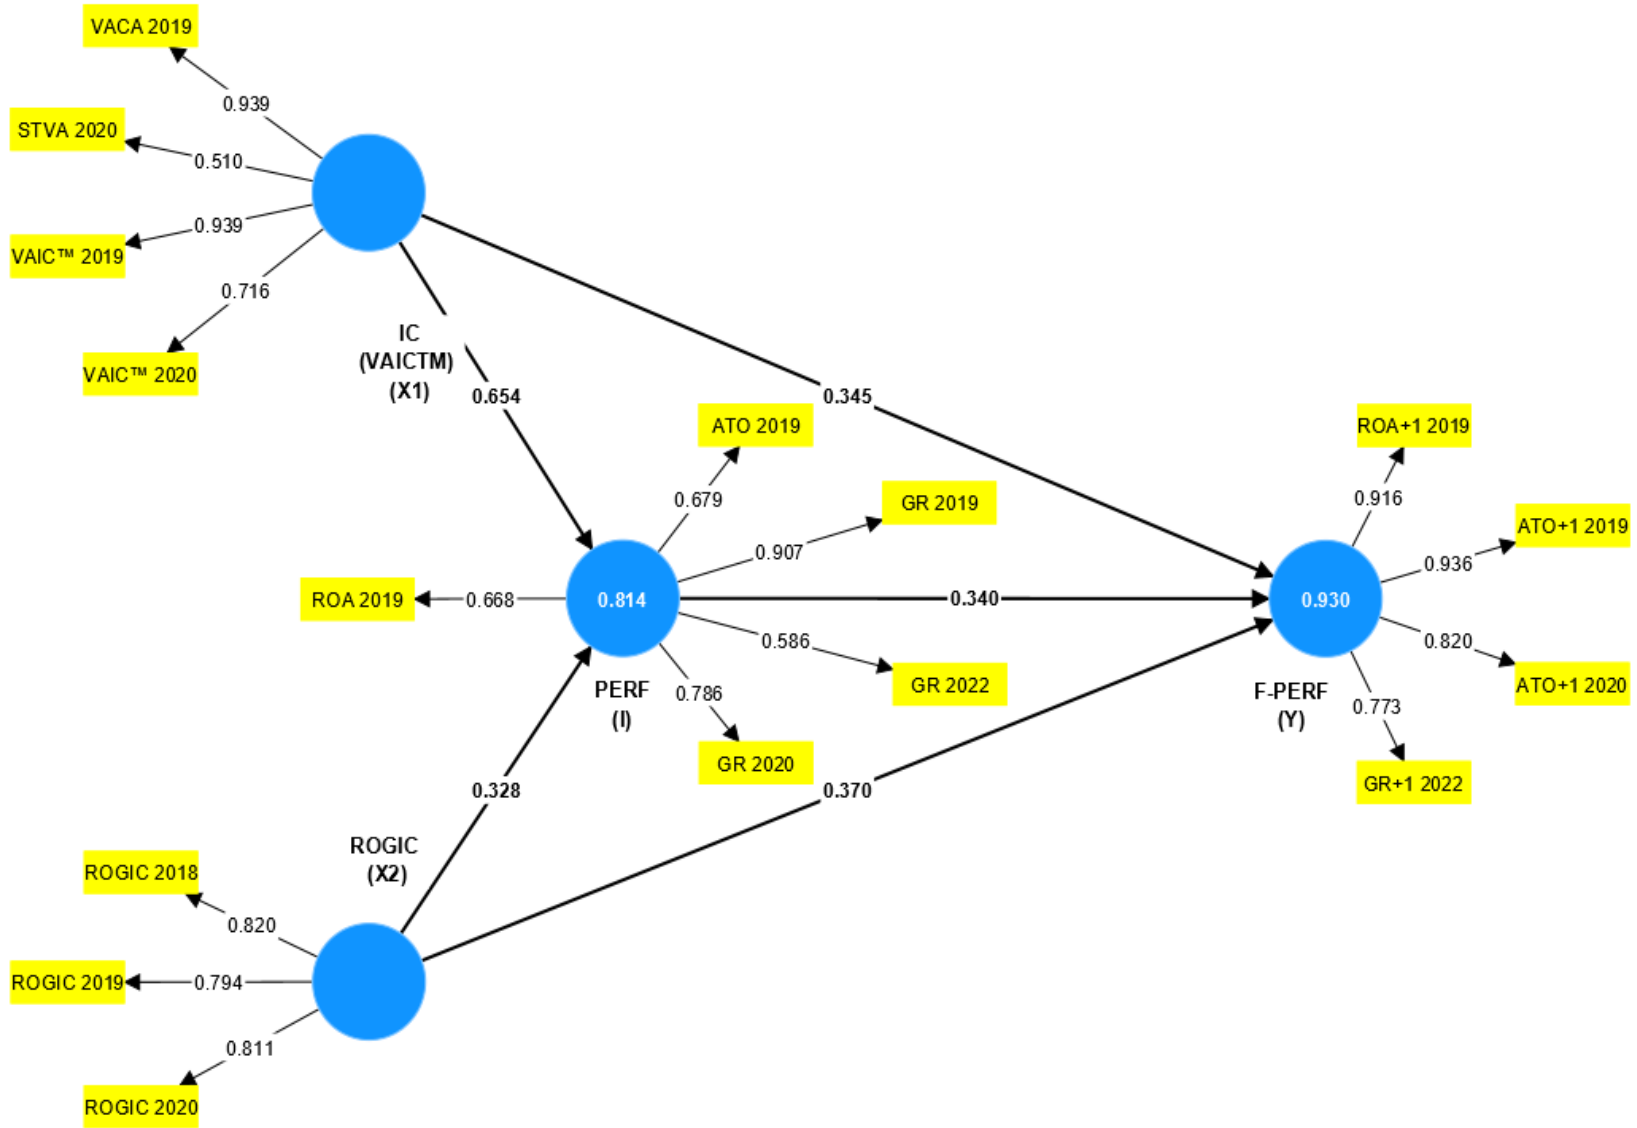 VACA 2019
0.939
STVA 2020
0.510
0.939
VAIC™ 2019
0.716
VAIC™ 2020
IC
(VAICTM)
(X1)
0.654
0.345
ATO 2019
0.679
GR 2019
0.907
ROA 2019
0.668
0.814
0.340
0.586
GR 2022
0.786
GR 2020
PERF
(I)
ROA+1 2019
0.916
ATO+1 2019
0.936
0.930
0.820
ATO+1 2020
0.773
GR+1 2022
F-PERF
(Y)
0.328
0.370
ROGIC
(X2)
ROGIC 2018
0.820
ROGIC 2019
0.794
0.811
ROGIC 2020